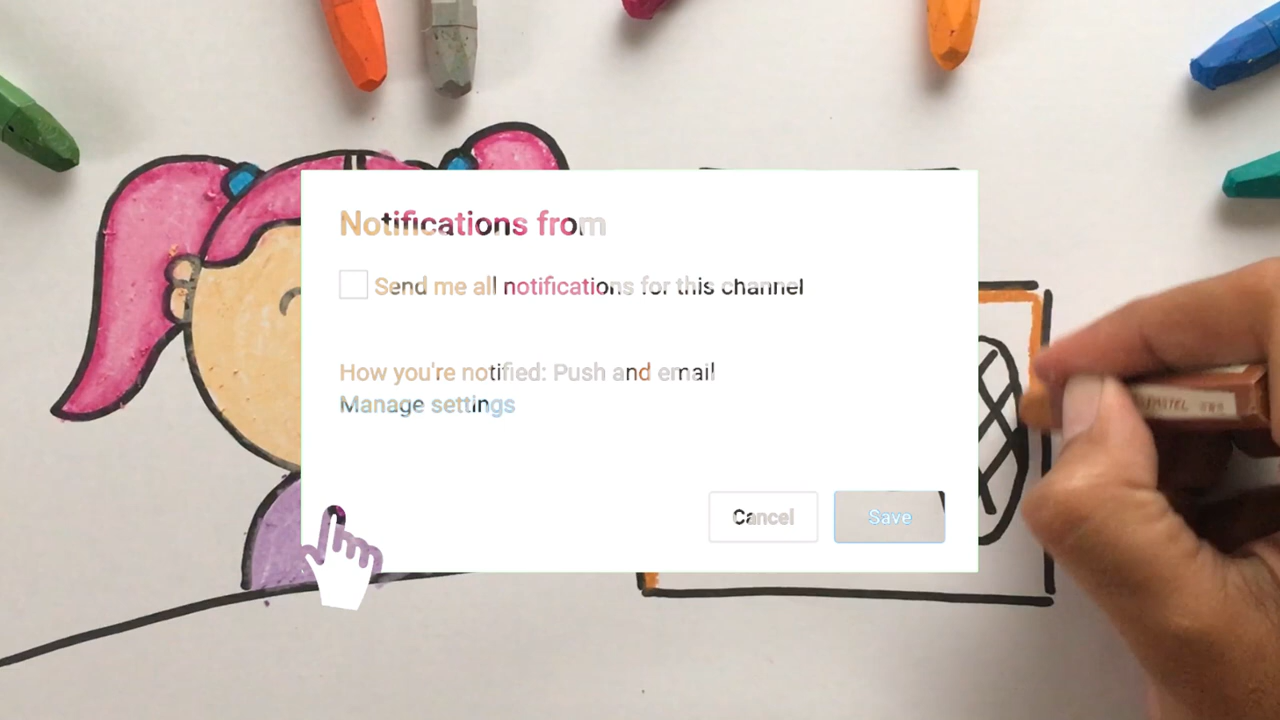 Notifications from
Send me all notifications for this channel
How you're notified: Push and email
Manage settings
Cancel
Save
PASTEL